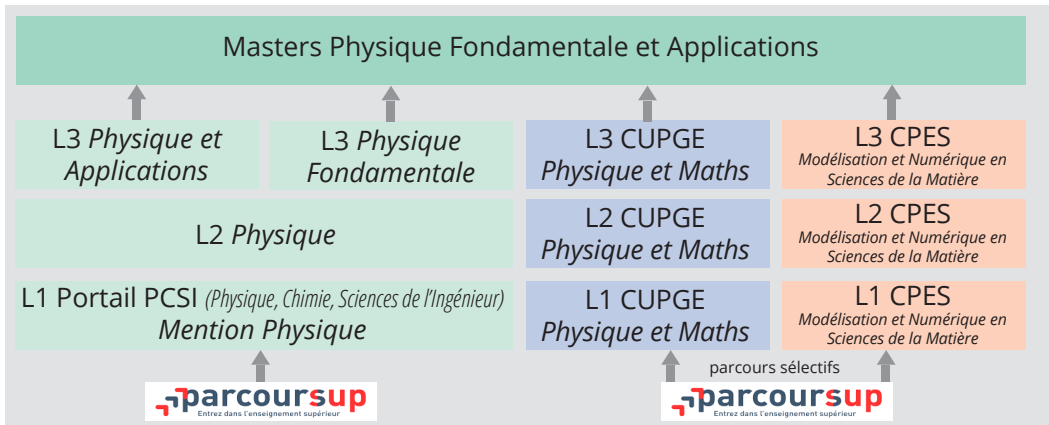 Masters Physique Fondamentale et Applications
L3 Physique et
Applications
L3 Physique
Fondamentale
L3 CUPGE
Physique et Maths
L3 CPES
Modélisation et Numérique en
Sciences de la Matière
L2 Physique
L2 CUPGE
Physique et Maths
L2 CPES
Modélisation et Numérique en
Sciences de la Matière
L1 Portail PCSI (Physique, Chimie, Sciences de l'Ingénieur)
Mention Physique
L1 CUPGE
Physique et Maths
L1 CPES
Modélisation et Numérique en
Sciences de la Matière
parcours sélectifs
parcoursup
Entrez dans l'enseignement supérieur
parcoursup
Entrez dans l'enseignement supérieur